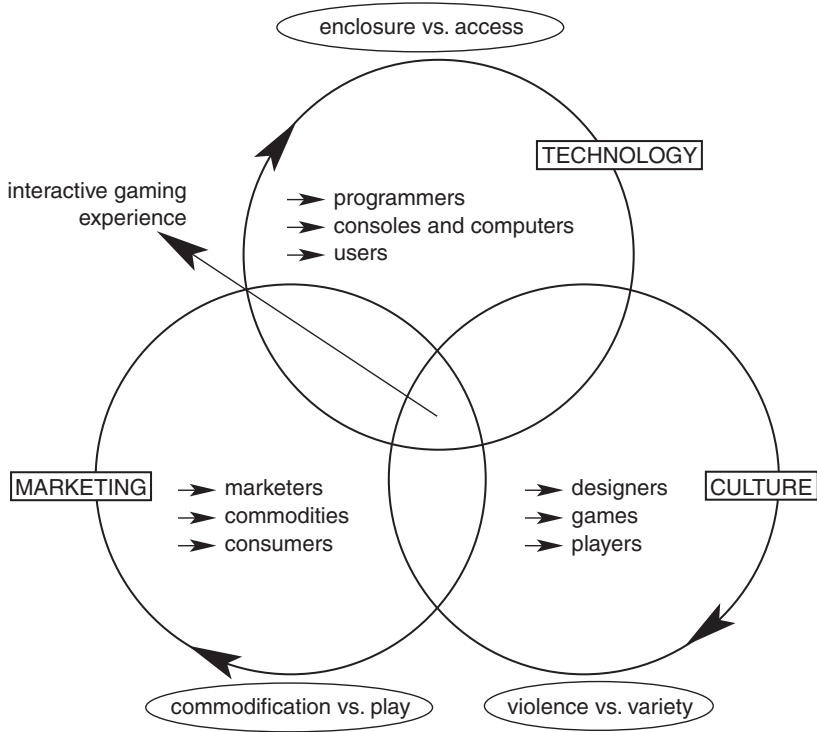 enclosure vs. access
TECHNOLOGY
interactive gaming
experience
programmers
consoles and computers
users
MARKETING
marketers
commodities
consumers
designers
games
players
CULTURE
commodification vs. play
violence vs. variety